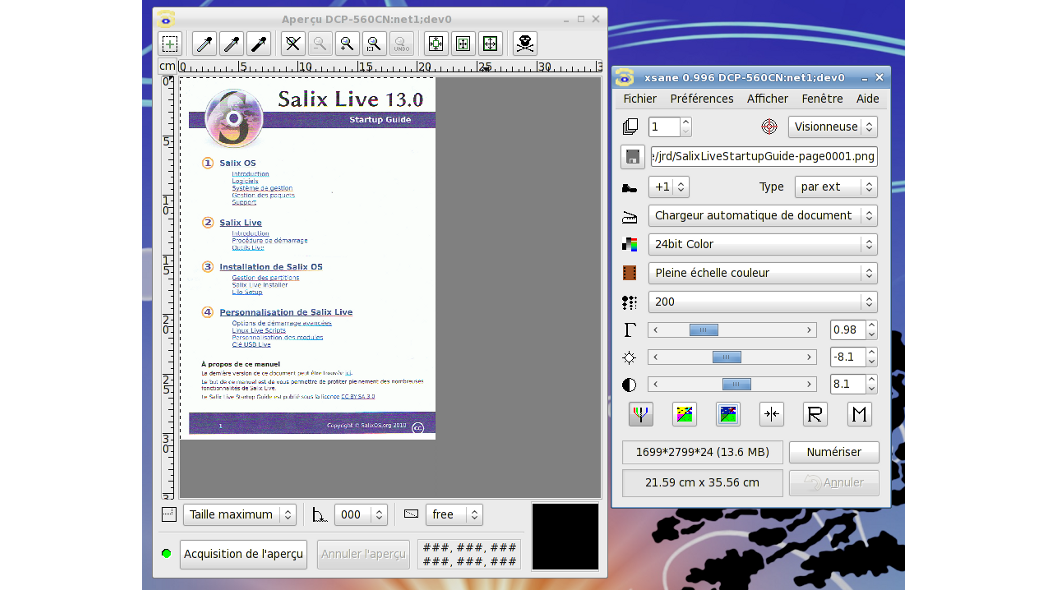 Aperçu DCP-560CN:net1;dev0
cm
0 5 10 15 20 25 30 3
Salix Live 13.0
Startup Guide
1 Salix OS
Introduction
Logiciels
Système de gestion
Gestion des paquets
Support
2 Salix Live
Introduction
Procédure de démarrage
Outils Live
3 Installation de Salix OS
Gestion des partitions
Salix Live Installer
Lilo Setup
4 Personnalisation de Salix Live
Options de démarrage avancées
Linux Live Scripts
Personnalisation des modules
Clé USB Live
À propos de ce manuel
La dernière version de ce document peut être trouvée ici.
Le but de ce manuel est de vous permettre de profiter pleinement des nombreuses
fonctionnalités de Salix Live.
Le Salix Live Startup Guide est publié sous la licence CC BY-SA 3.0
1 Copyright © SalixOS.org 2010 cc
Taille maximum 000 free
Acquisition de l'aperçu Annuler l'aperçu ###, ###, ###
###, ###, ###
xsane 0.996 DCP-560CN:net1;dev0
Fichier Préférences Afficher Fenêtre Aide
1 Visionneuse
e/jrd/SalixLiveStartupGuide-page0001.png
+1 Type par ext
Chargeur automatique de document
24bit Color
Pleine échelle couleur
200
0.98
-8.1
8.1
R M
1699*2799*24 (13.6 MB) Numériser
21.59 cm x 35.56 cm Annuler